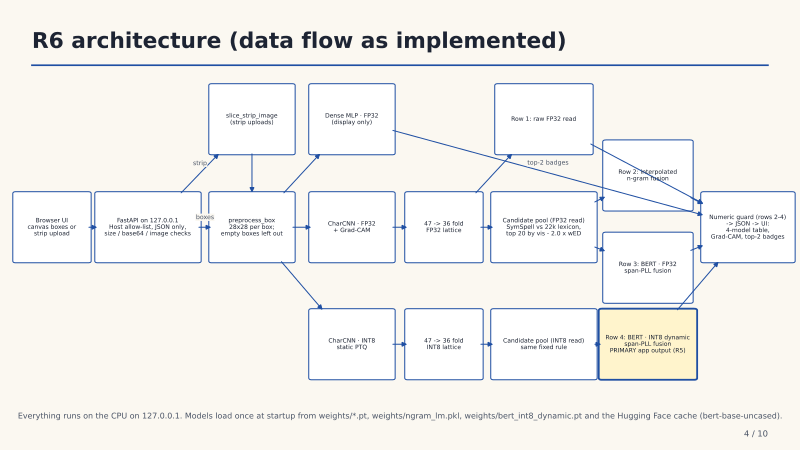 R6 architecture (data flow as implemented)
slice_strip_image
(strip uploads)
Dense MLP · FP32
(display only)
Row 1: raw FP32 read
strip
top-2 badges
Row 2: interpolated
n-gram fusion
Browser UI
canvas boxes or
strip upload
FastAPI on 127.0.0.1
Host allow-list, JSON only,
size / base64 / image checks
boxes
preprocess_box
28x28 per box;
empty boxes left out
CharCNN · FP32
+ Grad-CAM
47 -> 36 fold
FP32 lattice
Candidate pool (FP32 read)
SymSpell vs 22k lexicon,
top 20 by vis - 2.0 x wED
Numeric guard (rows 2-4)
-> JSON -> UI:
4-model table,
Grad-CAM, top-2 badges
Row 3: BERT · FP32
span-PLL fusion
CharCNN · INT8
static PTQ
47 -> 36 fold
INT8 lattice
Candidate pool (INT8 read)
same fixed rule
Row 4: BERT · INT8 dynamic
span-PLL fusion
PRIMARY app output (R5)
Everything runs on the CPU on 127.0.0.1. Models load once at startup from weights/*.pt, weights/ngram_lm.pkl, weights/bert_int8_dynamic.pt and the Hugging Face cache (bert-base-uncased).
4 / 10